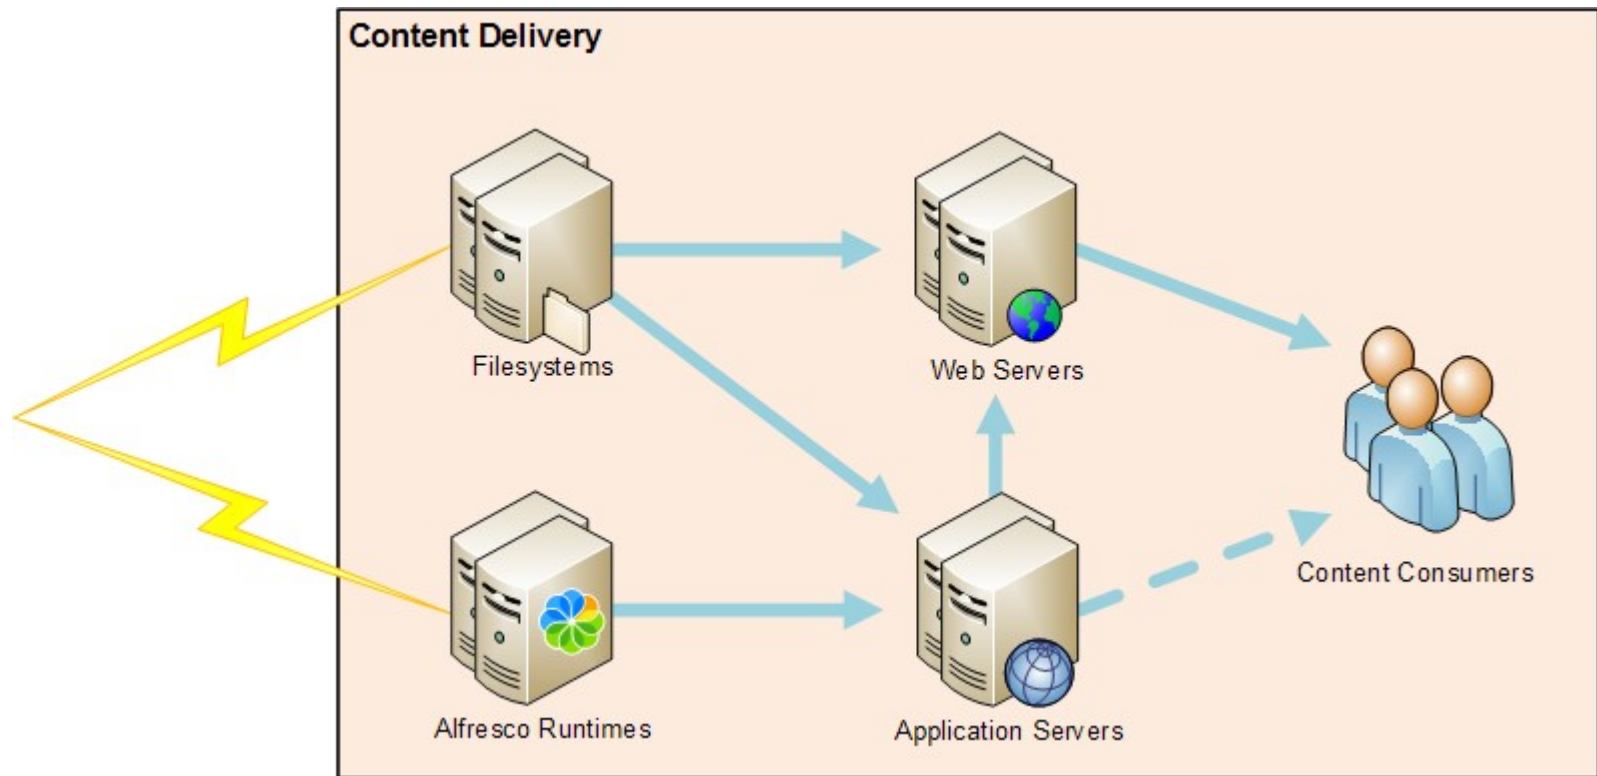 Content Delivery
Filesystems
Web Servers
Content Consumers
Alfresco Runtimes
Application Servers